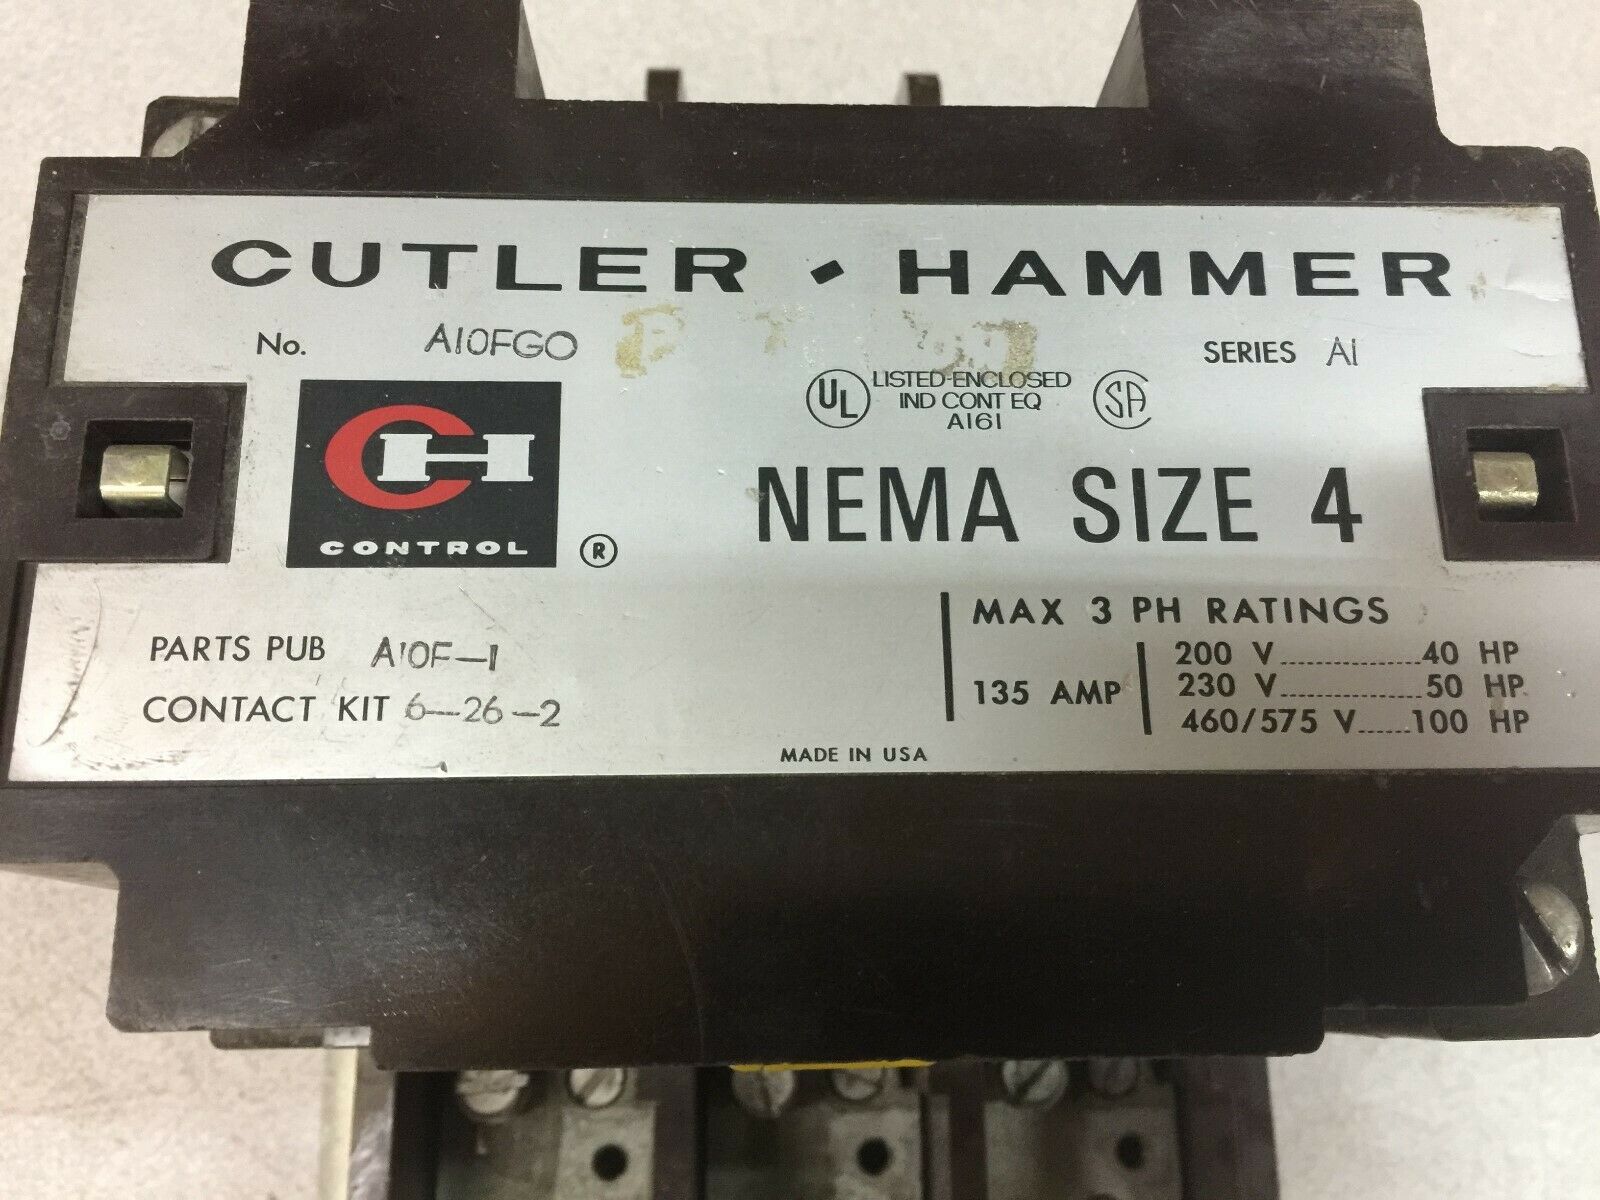 CUTLER-HAMMER
No. A10FGO
SERIES A1
UL LISTED-ENCLOSED
IND CONT EQ
A161
SA
CH
CONTROL
®
NEMA SIZE 4
PARTS PUB A10F-1
CONTACT KIT 6-26-2
MAX 3 PH RATINGS
135 AMP
200 V..........40 HP
230 V..........50 HP
460/575 V......100 HP
MADE IN USA